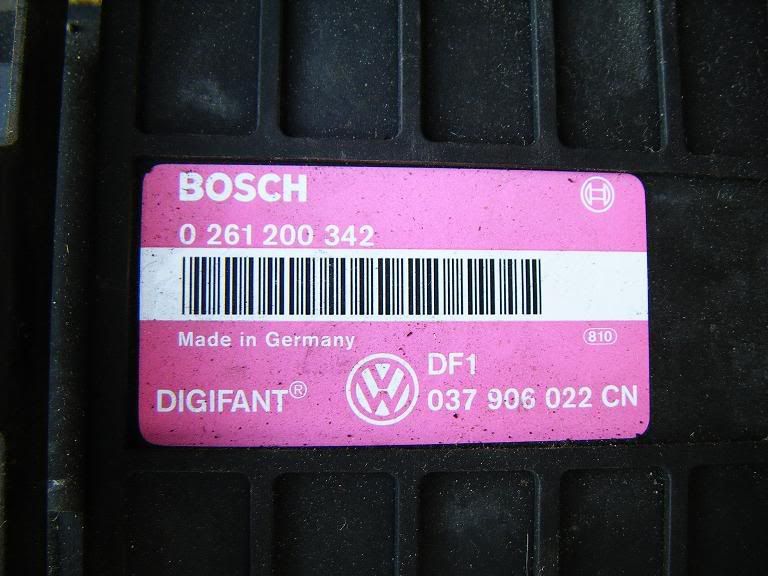 BOSCH
0 261 200 342
Made in Germany
810
DIGIFANT®
DF1
037 906 022 CN